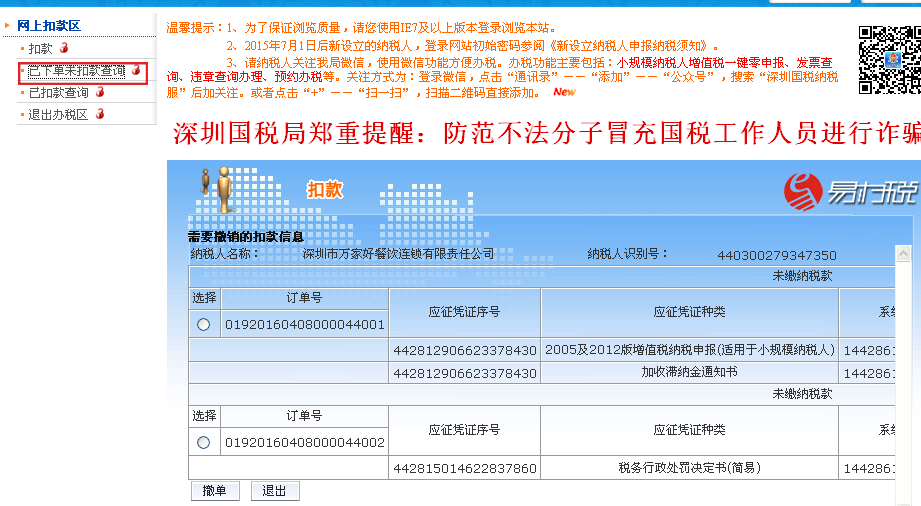 网上扣款区
扣款
已下单未扣款查询
已扣款查询
退出办税区
温馨提示：1、为了保证浏览质量，请您使用IE7及以上版本登录浏览本站。
2、2015年7月1日后新设立的纳税人，登录网站初始密码参阅《新设立纳税人申报纳税须知》。
3、请纳税人关注我局微信，使用微信功能方便办税。办税功能主要包括：小规模纳税人增值税一键零申报、发票查
询、违章查询办理、预约办税等。关注方式为：登录微信，点击“通讯录”——“添加”——“公众号”，搜索“深圳国税纳税
服”后加关注。或者点击“+”——“扫一扫”，扫描二维码直接添加。 New
深圳国税局郑重提醒：防范不法分子冒充国税工作人员进行诈骗
扣款
易行税
需要撤销的扣款信息
纳税人名称： 深圳市万家好餐饮连锁有限责任公司 纳税人识别号： 440300279347350
未缴纳税款
选择 订单号 应征凭证序号 应征凭证种类 系
01920160408000044001
442812906623378430 2005及2012版增值税纳税申报(适用于小规模纳税人) 144286
442812906623378430 加收滞纳金通知书 144286
未缴纳税款
选择 订单号 应征凭证序号 应征凭证种类 系
01920160408000044002
442815014622837860 税务行政处罚决定书(简易) 144286
撤单 退出